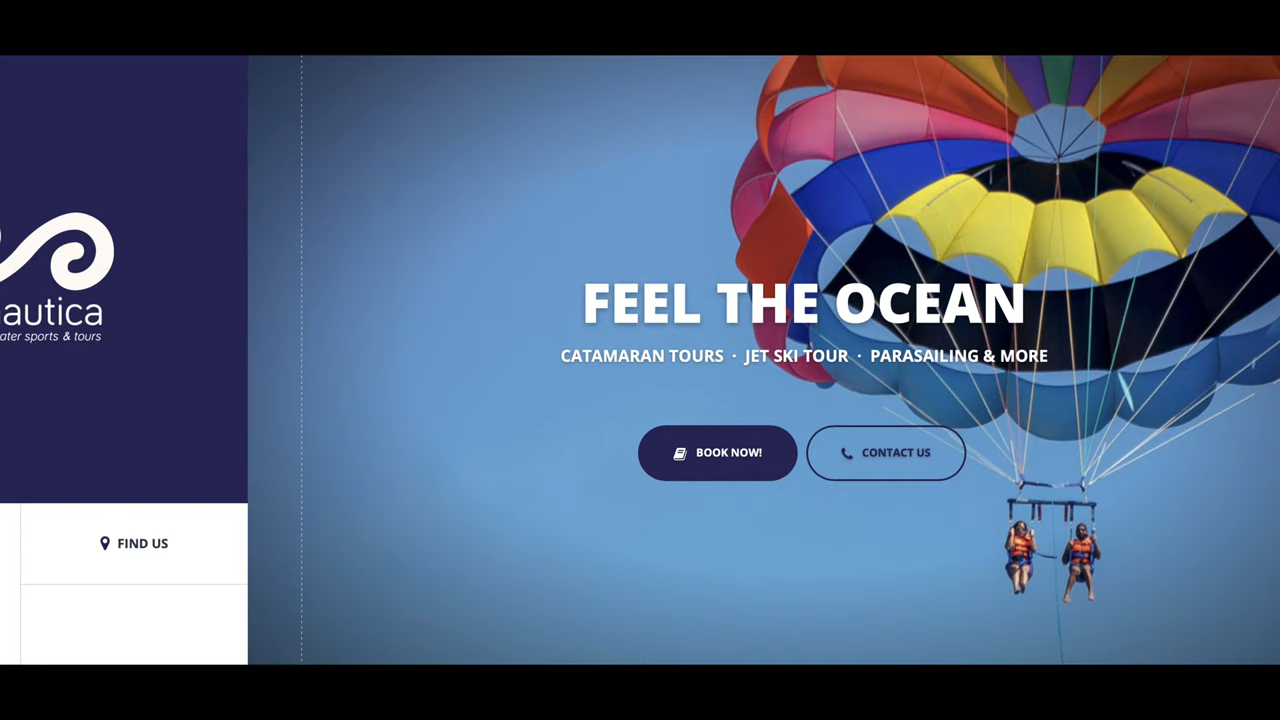 nautica
ater sports & tours
FIND US
FEEL THE OCEAN
CATAMARAN TOURS · JET SKI TOUR · PARASAILING & MORE
BOOK NOW!
CONTACT US